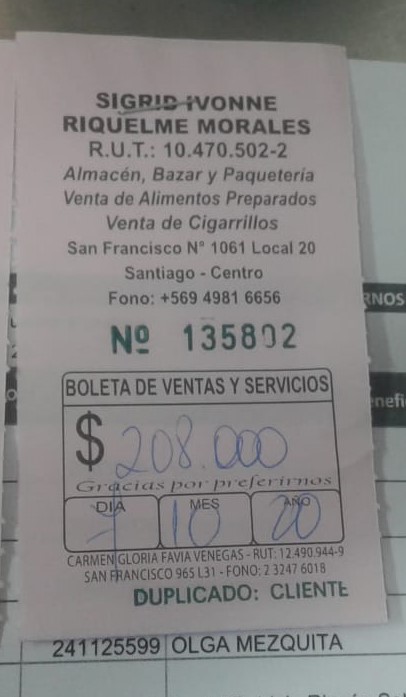 SIGRID IVONNE
RIQUELME MORALES
R.U.T.: 10.470.502-2
Almacén, Bazar y Paquetería
Venta de Alimentos Preparados
Venta de Cigarrillos
San Francisco N° 1061 Local 20
Santiago - Centro
Fono: +569 4981 6656
Nº 135802
BOLETA DE VENTAS Y SERVICIOS
$ 208.000
Gracias por preferirnos
DIA MES AÑO
7 10 20
CARMEN GLORIA FAVIA VENEGAS - RUT: 12.490.944-9
SAN FRANCISCO 965 L31 - FONO: 2 3247 6018
DUPLICADO: CLIENTE
241125599 OLGA MEZQUITA